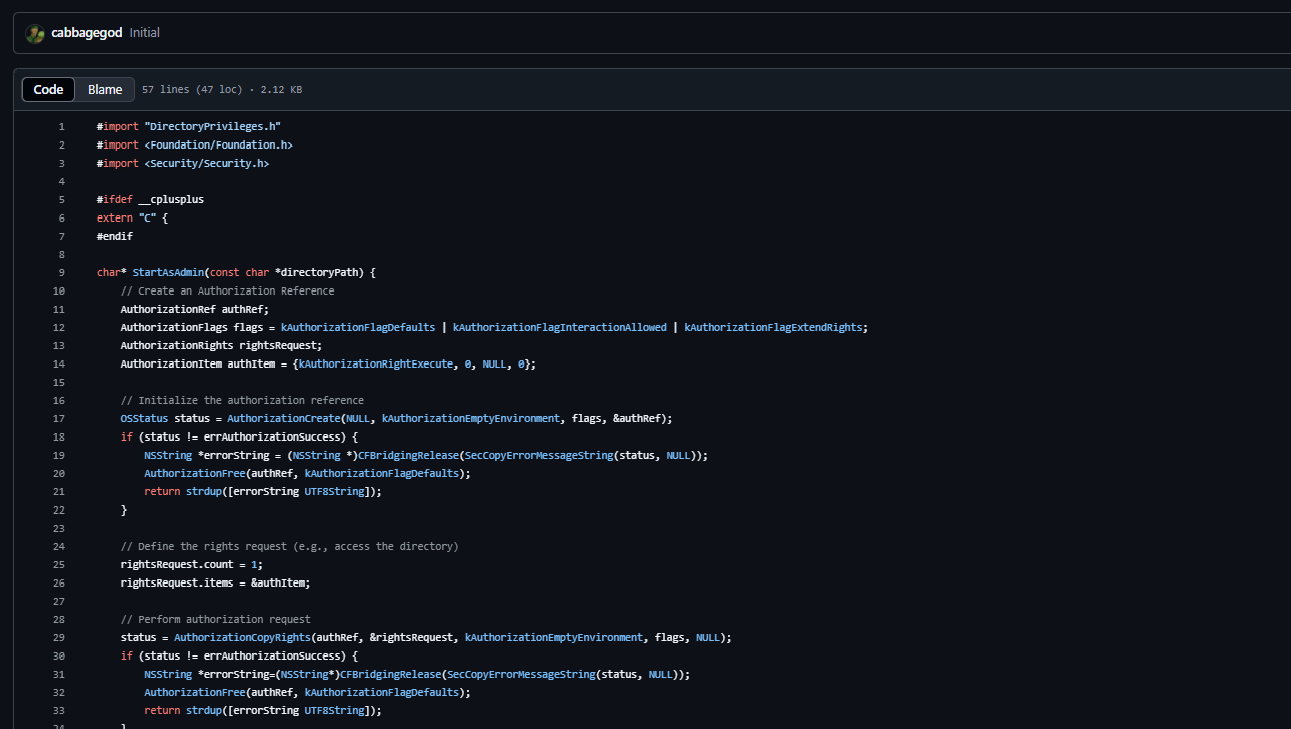 cabbagegod Initial
Code Blame 57 lines (47 loc) · 2.12 KB
1 #import "DirectoryPrivileges.h"
2 #import <Foundation/Foundation.h>
3 #import <Security/Security.h>
4
5 #ifdef __cplusplus
6 extern "C" {
7 #endif
8
9 char* StartAsAdmin(const char *directoryPath) {
10 // Create an Authorization Reference
11 AuthorizationRef authRef;
12 AuthorizationFlags flags = kAuthorizationFlagDefaults | kAuthorizationFlagInteractionAllowed | kAuthorizationFlagExtendRights;
13 AuthorizationRights rightsRequest;
14 AuthorizationItem authItem = {kAuthorizationRightExecute, 0, NULL, 0};
15
16 // Initialize the authorization reference
17 OSStatus status = AuthorizationCreate(NULL, kAuthorizationEmptyEnvironment, flags, &authRef);
18 if (status != errAuthorizationSuccess) {
19 NSString *errorString = (NSString *)CFBridgingRelease(SecCopyErrorMessageString(status, NULL));
20 AuthorizationFree(authRef, kAuthorizationFlagDefaults);
21 return strdup([errorString UTF8String]);
22 }
23
24 // Define the rights request (e.g., access the directory)
25 rightsRequest.count = 1;
26 rightsRequest.items = &authItem;
27
28 // Perform authorization request
29 status = AuthorizationCopyRights(authRef, &rightsRequest, kAuthorizationEmptyEnvironment, flags, NULL);
30 if (status != errAuthorizationSuccess) {
31 NSString *errorString=(NSString*)CFBridgingRelease(SecCopyErrorMessageString(status, NULL));
32 AuthorizationFree(authRef, kAuthorizationFlagDefaults);
33 return strdup([errorString UTF8String]);